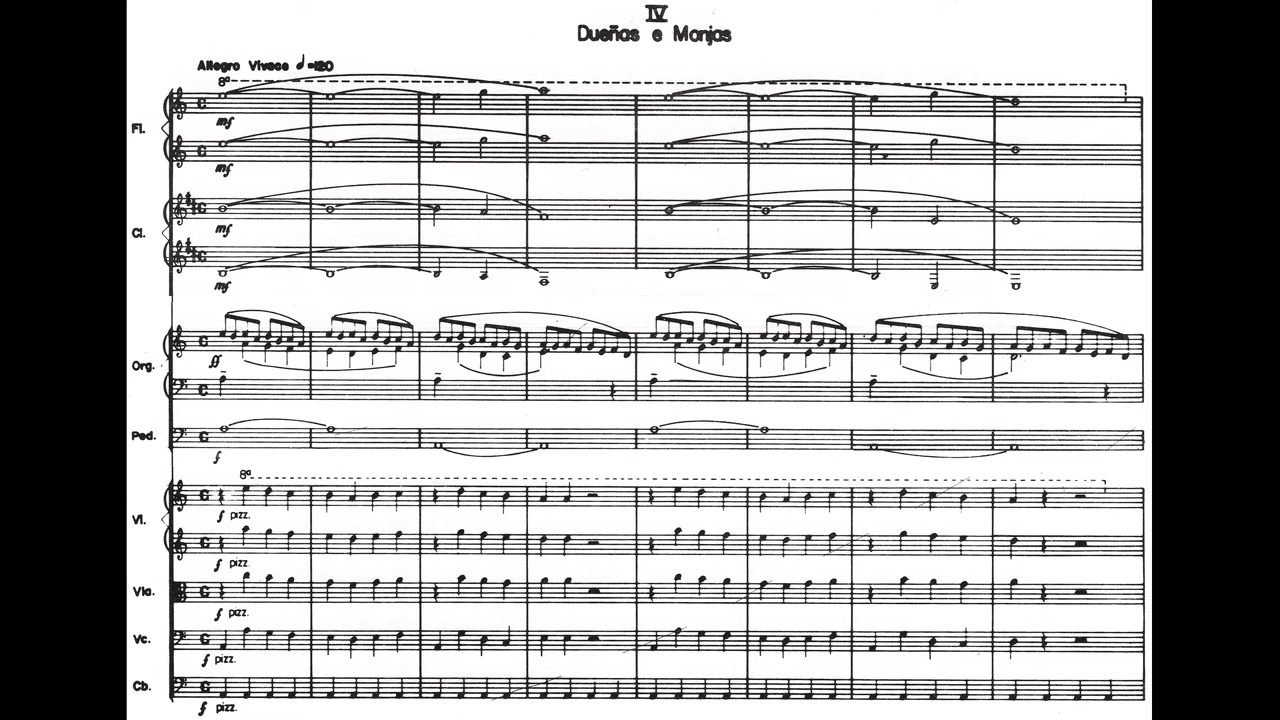 IV
Dueñas e Monjas
Allegro Vivace 𝅗𝅥=120
8ª
Fl.
mf
mf
Cl.
mf
mf
Org.
ff
Ped.
f
8ª
Vl.
f pizz.
f pizz.
Vla.
f pizz.
Vc.
f pizz.
Cb.
f pizz.